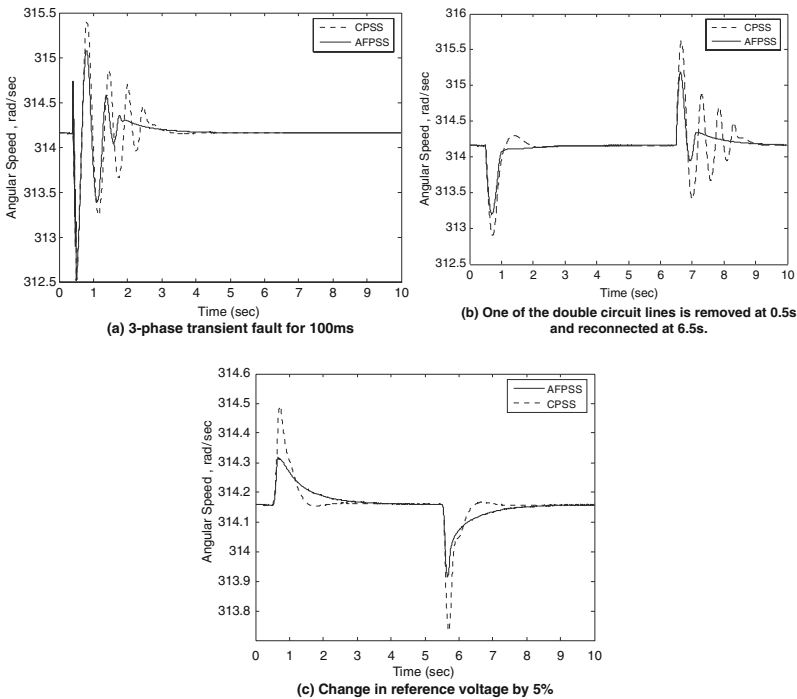 315.5
315
314.5
314
313.5
313
312.5
Angular Speed , rad/sec
CPSS
AFPSS
0 1 2 3 4 5 6 7 8 9 10
Time (sec)
(a) 3-phase transient fault for 100ms
316
315.5
315
314.5
314
313.5
313
312.5
Angular Speed , rad/sec
CPSS
AFPSS
0 1 2 3 4 5 6 7 8 9 10
Time (sec)
(b) One of the double circuit lines is removed at 0.5s
and reconnected at 6.5s.
314.6
314.5
314.4
314.3
314.2
314.1
314
313.9
313.8
Angular Speed , rad/sec
AFPSS
CPSS
0 1 2 3 4 5 6 7 8 9 10
Time (sec)
(c) Change in reference voltage by 5%